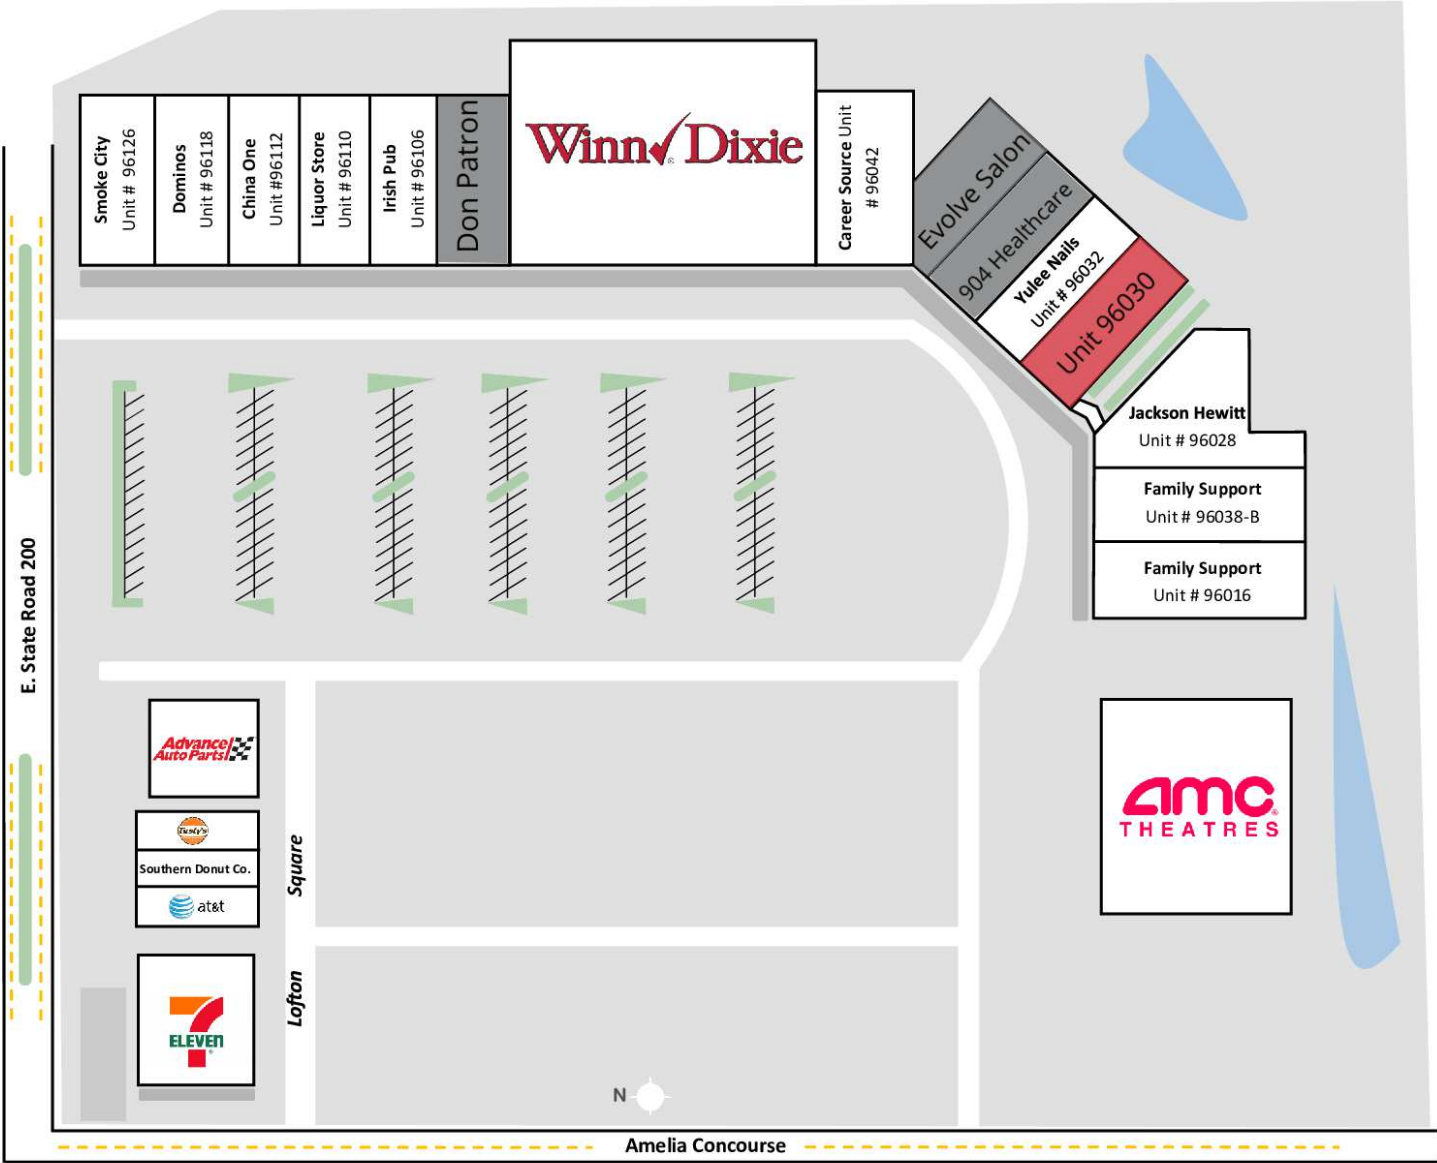 Smoke City
Unit # 96126
Dominos
Unit # 96118
China One
Unit #96112
Liquor Store
Unit # 96110
Irish Pub
Unit # 96106
Don Patron
Winn Dixie
Career Source Unit
# 96042
Evolve Salon
904 Healthcare
Yulee Nails
Unit # 96032
Unit 96030
Jackson Hewitt
Unit # 96028
Family Support
Unit # 96038-B
Family Support
Unit # 96016
E. State Road 200
Advance
Auto Parts
Tasty's
Southern Donut Co.
at&t
7
ELEVEn
Lofton Square
amc
THEATRES
N
Amelia Concourse